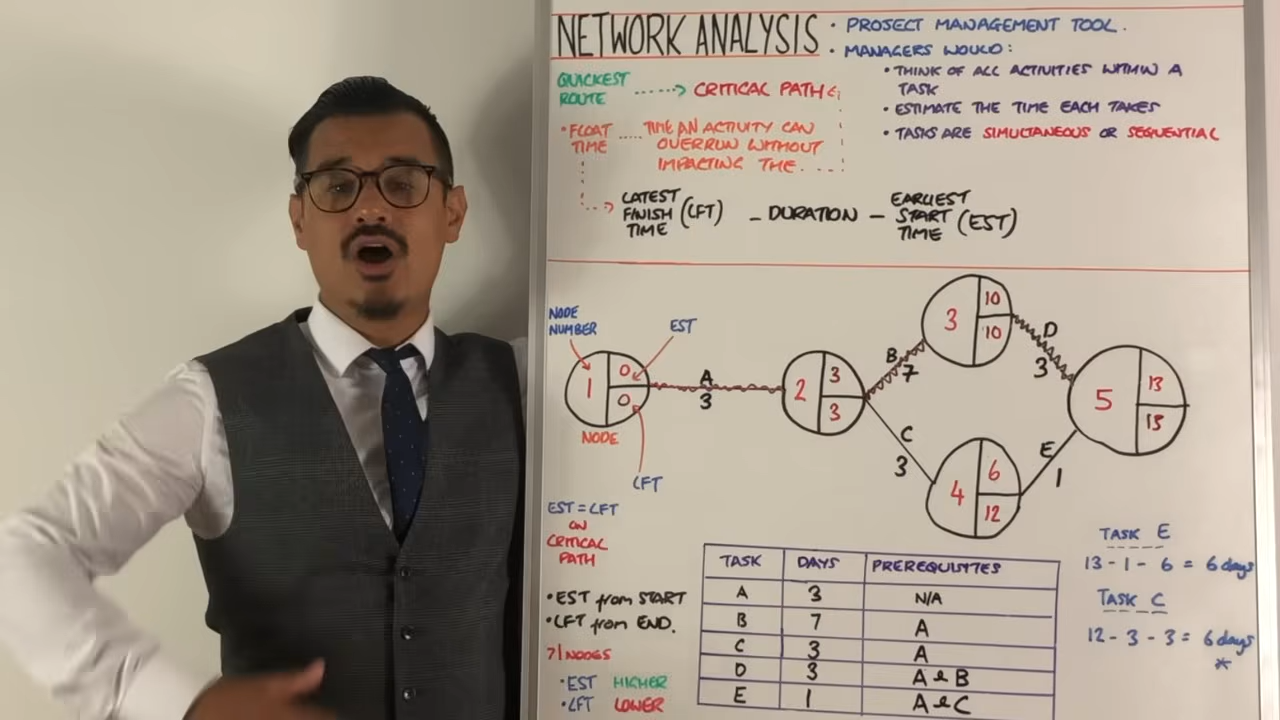 NETWORK ANALYSIS
• PROJECT MANAGEMENT TOOL.
• MANAGERS WOULD:
• THINK OF ALL ACTIVITIES WITHIN A
TASK
• ESTIMATE THE TIME EACH TAKES
• TASKS ARE SIMULTANEOUS OR SEQUENTIAL
QUICKEST
ROUTE
CRITICAL PATH
• FLOAT
TIME
TIME AN ACTIVITY CAN
OVERRUN WITHOUT
IMPACTING THE
LATEST
FINISH
TIME
(LFT)
- DURATION -
EARLIEST
START
TIME
(EST)
NODE
NUMBER
EST
1
0
0
NODE
LFT
A
3
2
3
3
B
7
3
10
10
D
3
C
3
4
6
12
E
1
5
13
13
EST = LFT
ON
CRITICAL
PATH
• EST from START
• LFT from END.
7 | NODES
• EST HIGHER
• LFT LOWER
TASK DAYS PREREQUISITES
A 3 N/A
B 7 A
C 3 A
D 3 A & B
E 1 A & C
TASK E
13 - 1 - 6 = 6 days
TASK C
12 - 3 - 3 = 6 days
*